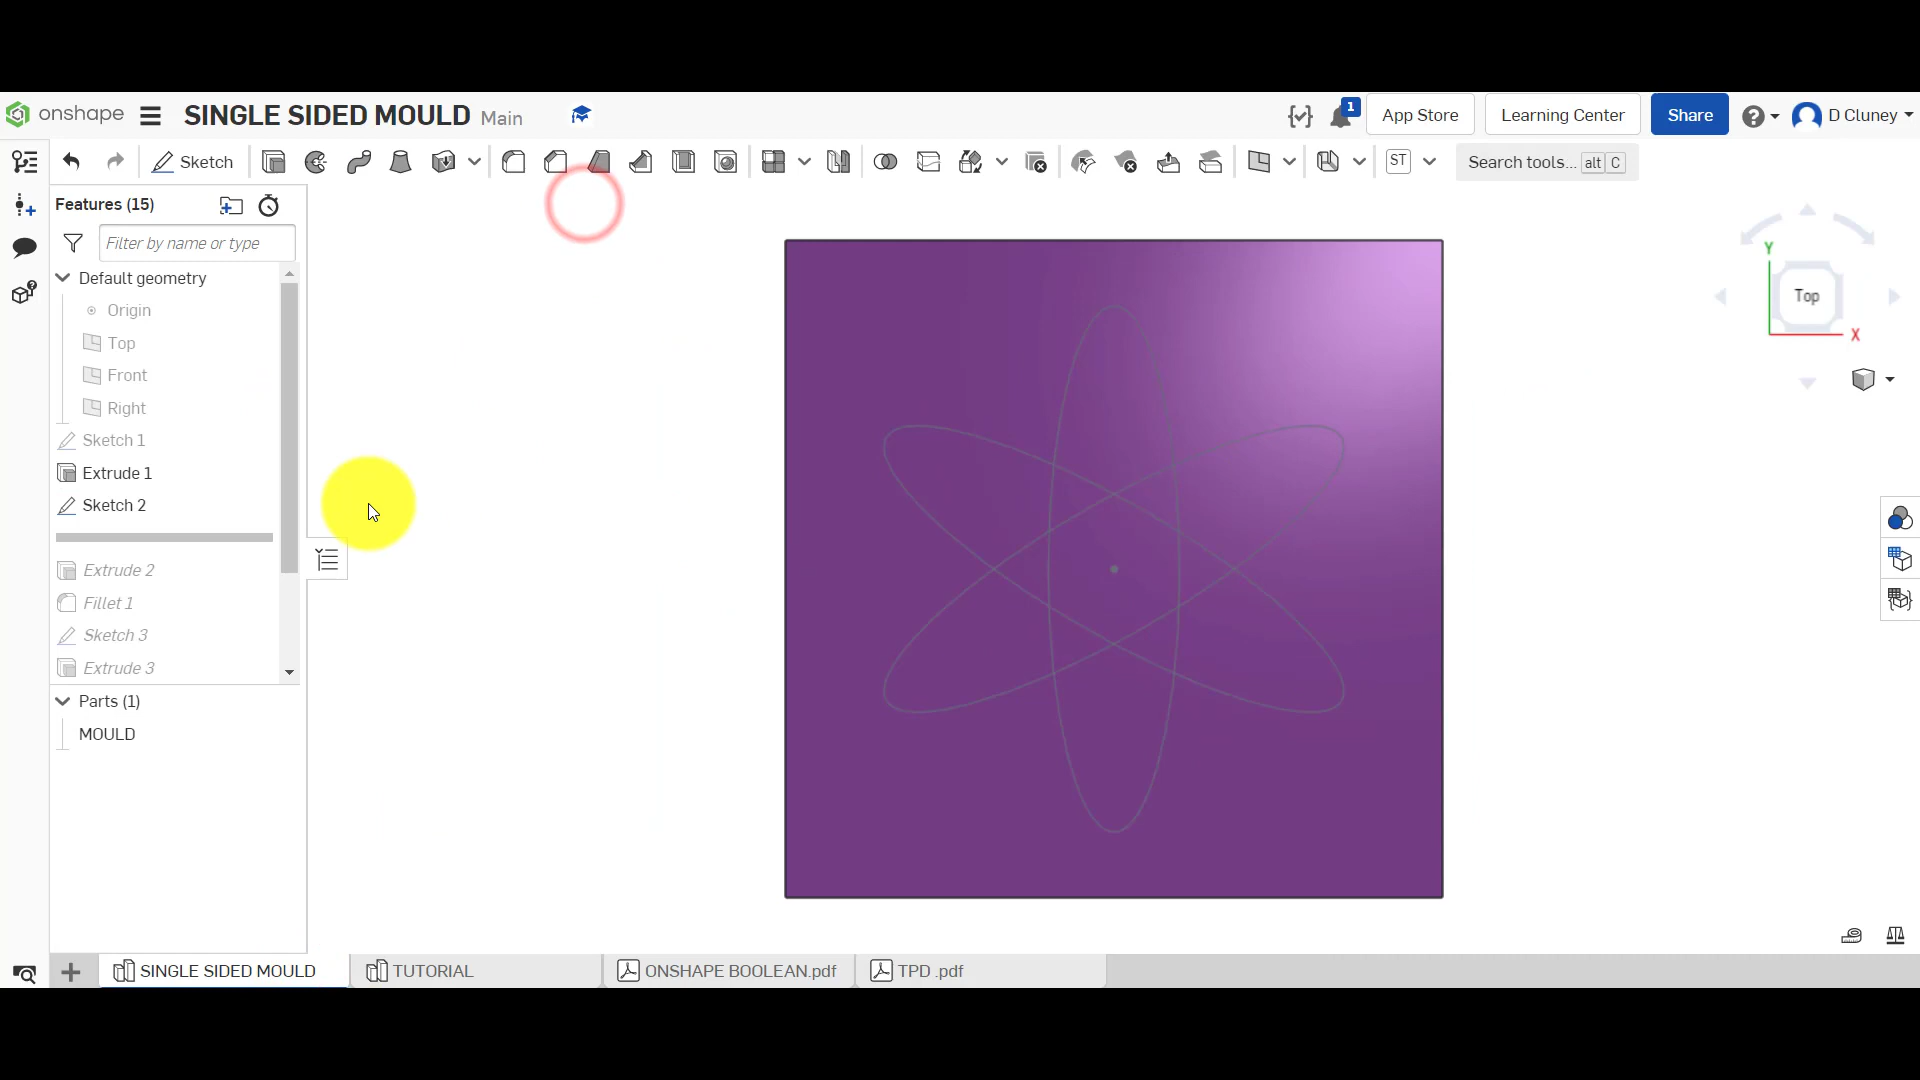 onshape SINGLE SIDED MOULD Main 1 App Store Learning Center Share D Cluney
Sketch ST Search tools... alt C
Features (15)
Filter by name or type
Default geometry
Origin
Top
Front
Right
Sketch 1
Extrude 1
Sketch 2
Extrude 2
Fillet 1
Sketch 3
Extrude 3
Parts (1)
MOULD
Y
Top
X
SINGLE SIDED MOULD TUTORIAL ONSHAPE BOOLEAN.pdf TPD .pdf